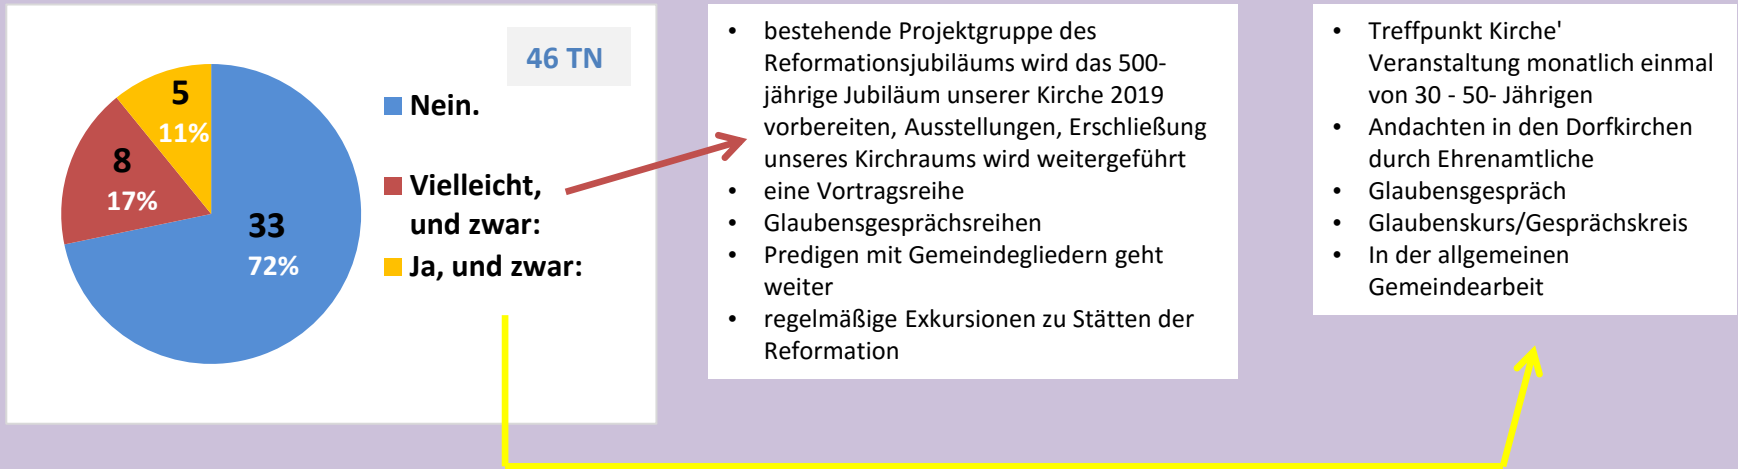 46 TN
5
11%
8
17%
33
72%
Nein.
Vielleicht,
und zwar:
Ja, und zwar:
• bestehende Projektgruppe des
Reformationsjubiläums wird das 500-
jährige Jubiläum unserer Kirche 2019
vorbereiten, Ausstellungen, Erschließung
unseres Kirchraums wird weitergeführt
• eine Vortragsreihe
• Glaubensgesprächsreihen
• Predigen mit Gemeindegliedern geht
weiter
• regelmäßige Exkursionen zu Stätten der
Reformation
• Treffpunkt Kirche'
Veranstaltung monatlich einmal
von 30 - 50- Jährigen
• Andachten in den Dorfkirchen
durch Ehrenamtliche
• Glaubensgespräch
• Glaubenskurs/Gesprächskreis
• In der allgemeinen
Gemeindearbeit